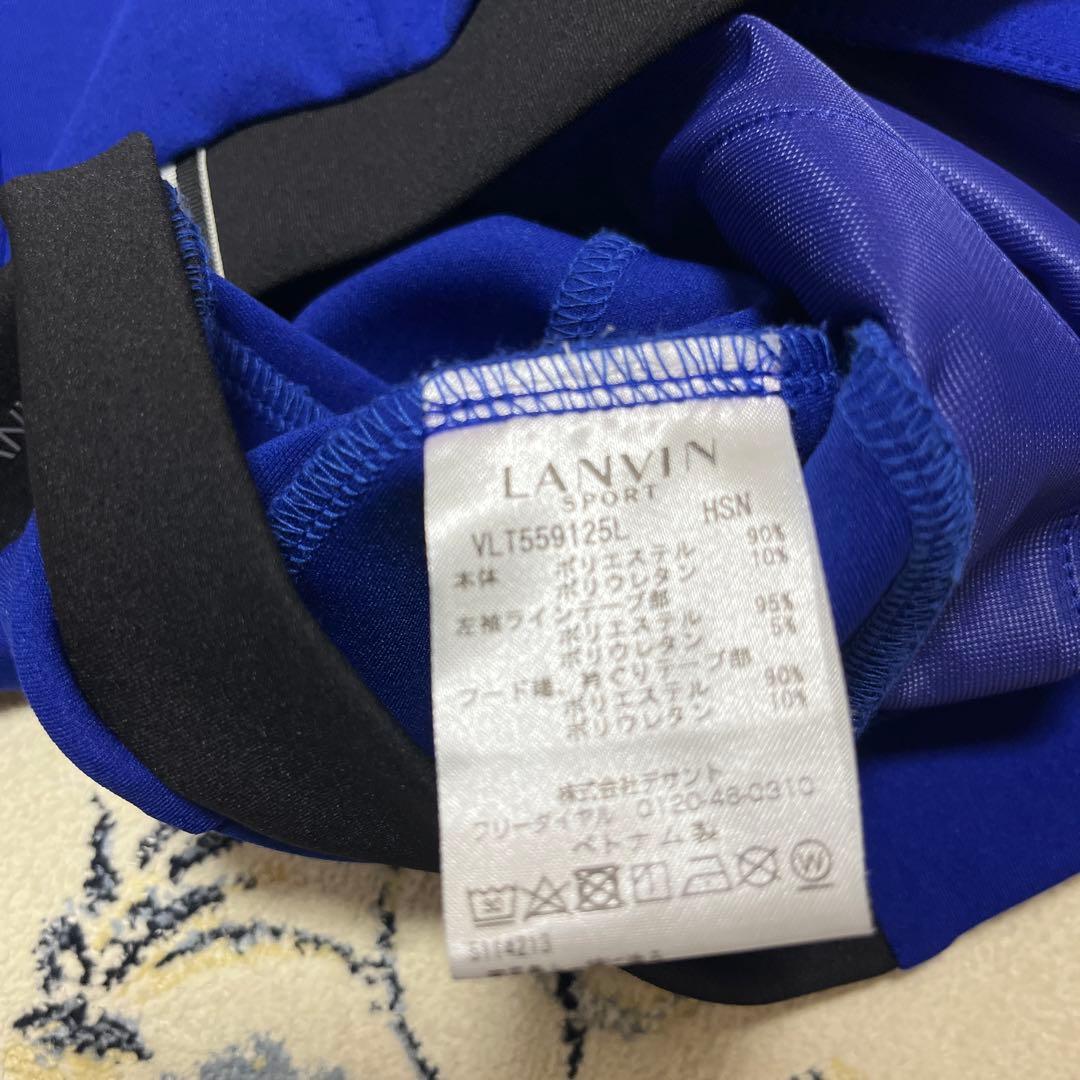 LANVIN
SPORT
VLT559125L HSN
本体 ポリエステル 90%
ポリウレタン 10%
左袖ラインテープ部
ポリエステル 95%
ポリウレタン 5%
フード端、衿ぐりテープ部
ポリエステル 90%
ポリウレタン 10%
株式会社デサント
フリーダイヤル 0120-46-0310
ベトナム製
W
5114213